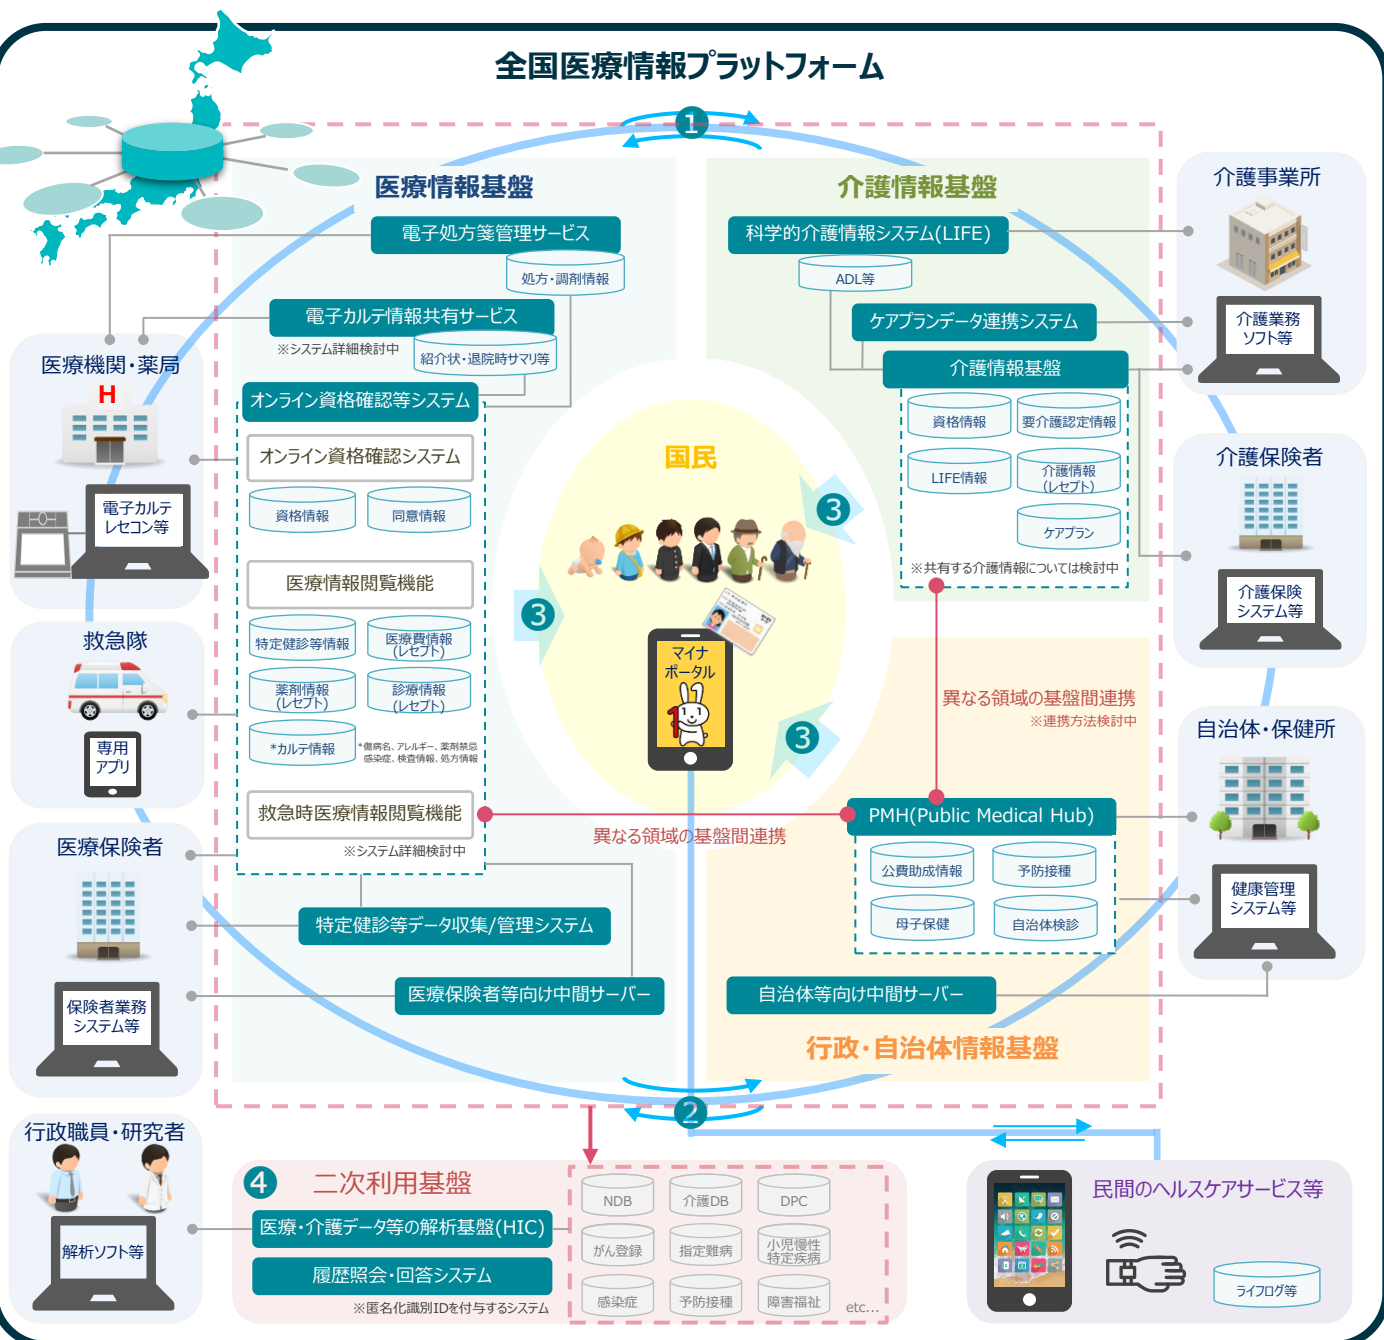 全国医療情報プラットフォーム
1
医療情報基盤
電子処方箋管理サービス
処方・調剤情報
電子カルテ情報共有サービス
※システム詳細検討中
紹介状・退院時サマリ等
オンライン資格確認等システム
オンライン資格確認システム
資格情報
同意情報
医療情報閲覧機能
特定健診等情報
医療費情報
(レセプト)
薬剤情報
(レセプト)
診療情報
(レセプト)
*カルテ情報
*傷病名、アレルギー、薬剤禁忌
感染症、検査情報、処方情報
救急時医療情報閲覧機能
※システム詳細検討中
特定健診等データ収集/管理システム
医療保険者等向け中間サーバー
介護情報基盤
科学的介護情報システム(LIFE)
ADL等
ケアプランデータ連携システム
介護情報基盤
資格情報
要介護認定情報
LIFE情報
介護情報
(レセプト)
ケアプラン
※共有する介護情報については検討中
国民
3
3
3
マイナ
ポータル
1
異なる領域の基盤間連携
※連携方法検討中
異なる領域の基盤間連携
PMH(Public Medical Hub)
公費助成情報
予防接種
母子保健
自治体検診
自治体等向け中間サーバー
行政・自治体情報基盤
2
医療機関・薬局
H
電子カルテ
レセコン等
救急隊
専用
アプリ
医療保険者
保険者業務
システム等
行政職員・研究者
解析ソフト等
介護事業所
介護業務
ソフト等
介護保険者
介護保険
システム等
自治体・保健所
健康管理
システム等
4
二次利用基盤
医療・介護データ等の解析基盤(HIC)
履歴照会・回答システム
※匿名化識別IDを付与するシステム
NDB
介護DB
DPC
がん登録
指定難病
小児慢性
特定疾病
感染症
予防接種
障害福祉
etc...
民間のヘルスケアサービス等
ライフログ等